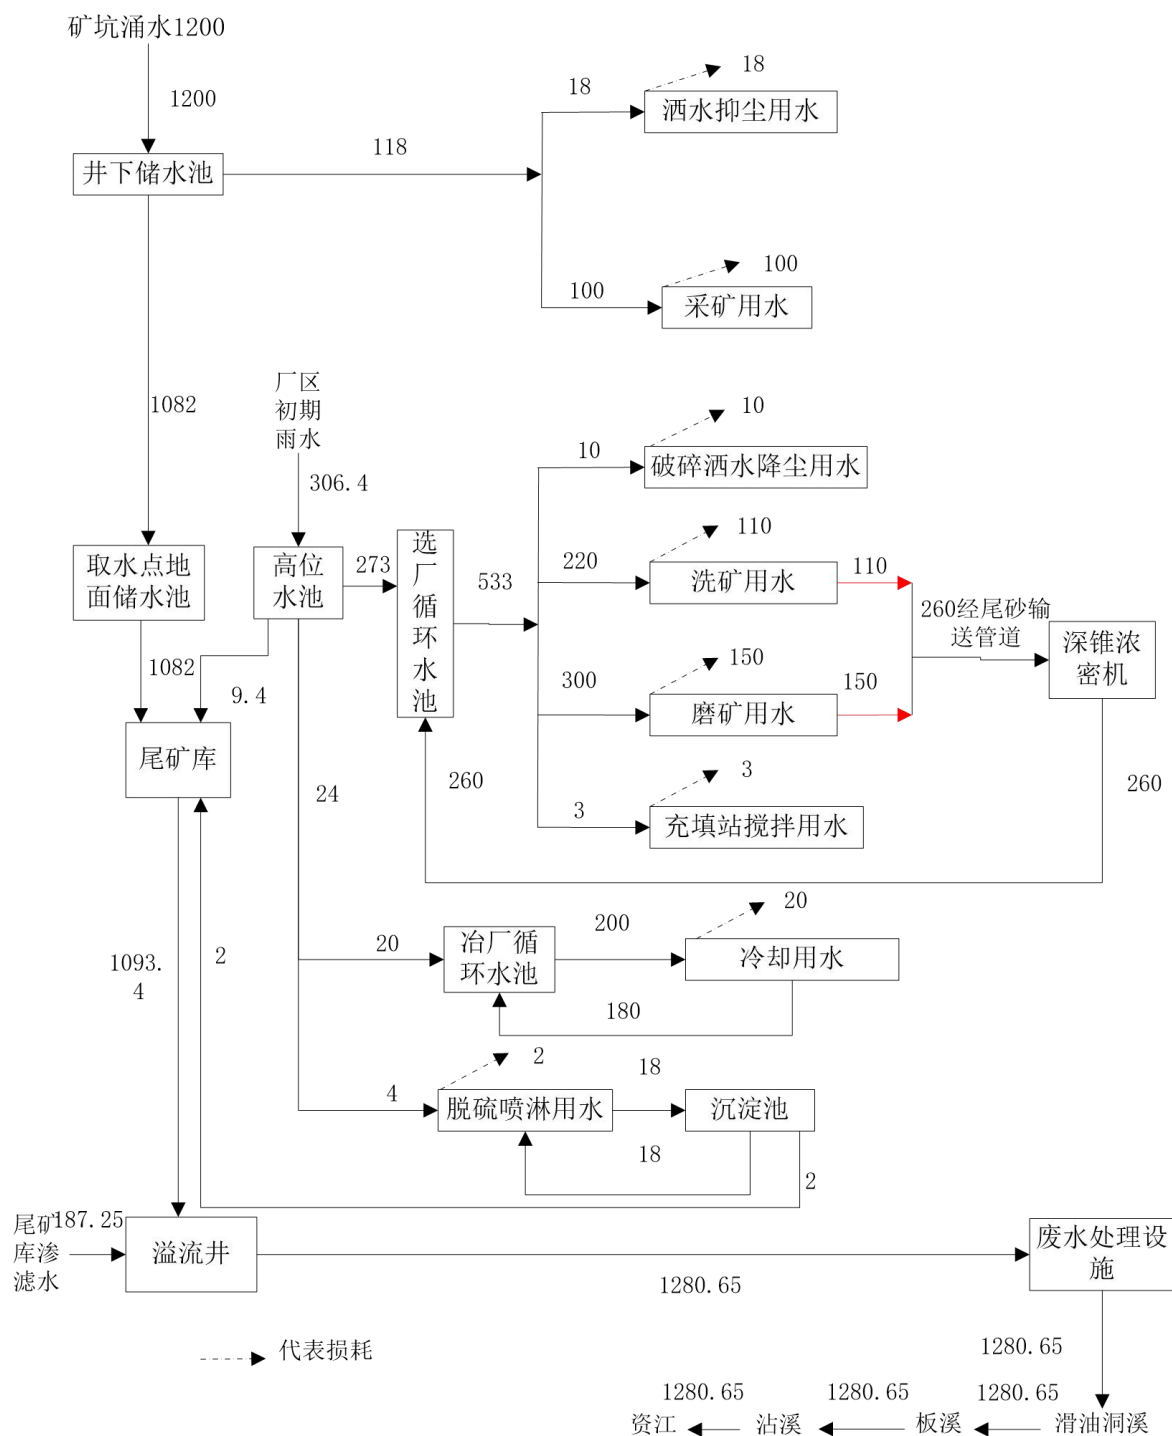 矿坑涌水1200
1200
18
18
洒水抑尘用水
118
井下储水池
100
100
采矿用水
1082
厂区
初期
雨水
306.4
10
10
破碎洒水降尘用水
取水点地
面储水池
高位
水池
273
选
厂
循
环
水
池
533
110
220
洗矿用水
110
260经尾砂输
送管道
深锥浓
密机
1082
9.4
150
300
磨矿用水
150
尾矿库
24
260
3
3
充填站搅拌用水
260
1093.
4
2
20
冶厂循
环水池
200
20
冷却用水
180
4
2
脱硫喷淋用水
18
沉淀池
18
2
尾矿
库渗
滤水
187.25
溢流井
1280.65
废水处理设
施
代表损耗
1280.65
1280.65
1280.65
1280.65
资江
沾溪
板溪
滑油洞溪